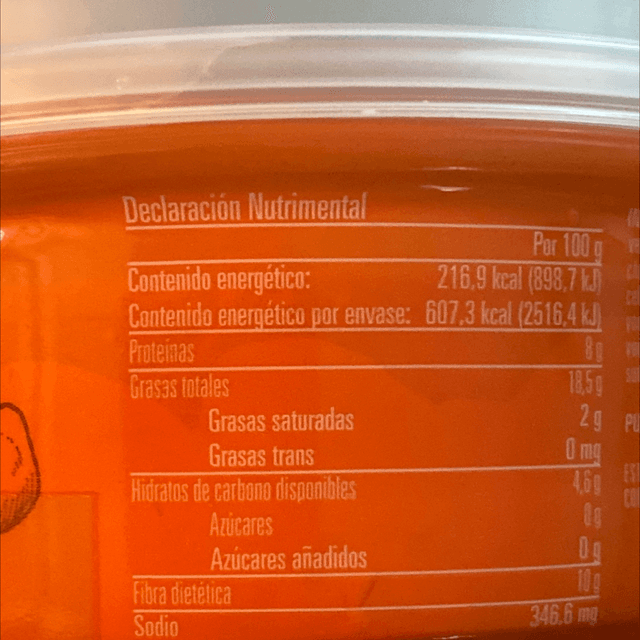 Declaración Nutrimental
Por 100 g
Contenido energético: 216,9 kcal (898,7 kJ)
Contenido energético por envase: 607,3 kcal (2516,4 kJ)
Proteínas 8 g
Grasas totales 18,5 g
Grasas saturadas 2 g
Grasas trans 0 mg
Hidratos de carbono disponibles 4,6 g
Azúcares 0 g
Azúcares añadidos 0 g
Fibra dietética 10 g
Sodio 346,6 mg